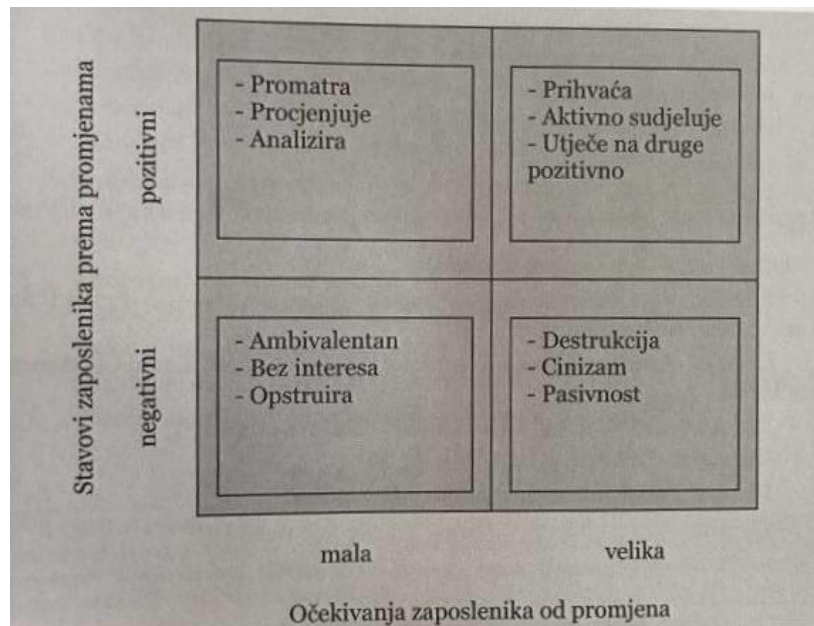 Stavovi zaposlenika prema promjenama
pozitivni
- Promatra
- Procjenjuje
- Analizira
- Prihvaća
- Aktivno sudjeluje
- Utječe na druge
pozitivno
negativni
- Ambivalentan
- Bez interesa
- Opstruira
- Destrukcija
- Cinizam
- Pasivnost
mala
velika
Očekivanja zaposlenika od promjena